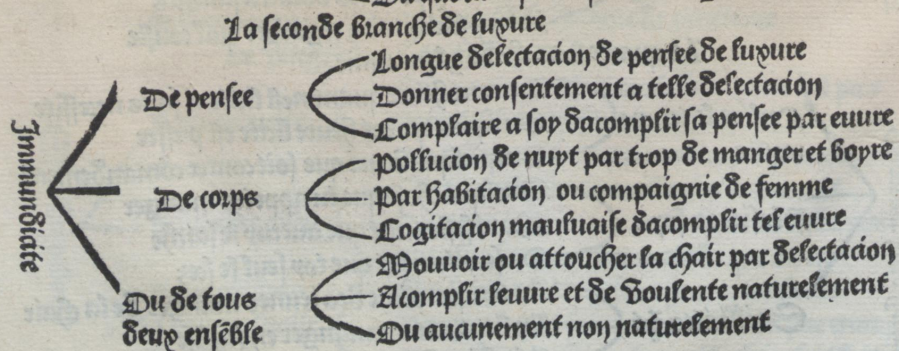 La seconde branche de luxure
Immundicite
De pensee
Longue delectacion de pensee de luxure
Donner consentement a telle delectacion
Complaire a soy dacomplir sa pensee par euure
De corps
Pollucion de nuyt par trop de manger et boyre
Par habitacion ou compaignie de femme
Cogitacion mauluaise dacomplir tel euure
Ou de tous
deux ensẽble
Mouuoir ou attoucher la chair par delectacion
Acomplir leuure et de voulente naturelement
Ou aucunement non naturelement